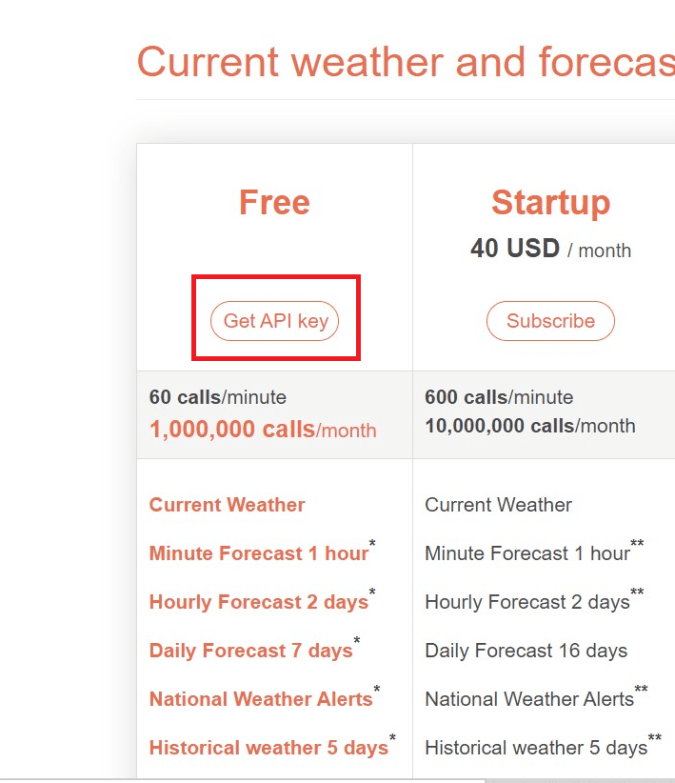 Current weather and forecas
Free
Get API key
60 calls/minute
1,000,000 calls/month
Current Weather
Minute Forecast 1 hour*
Hourly Forecast 2 days*
Daily Forecast 7 days*
National Weather Alerts*
Historical weather 5 days*
Startup
40 USD / month
Subscribe
600 calls/minute
10,000,000 calls/month
Current Weather
Minute Forecast 1 hour**
Hourly Forecast 2 days**
Daily Forecast 16 days
National Weather Alerts**
Historical weather 5 days**